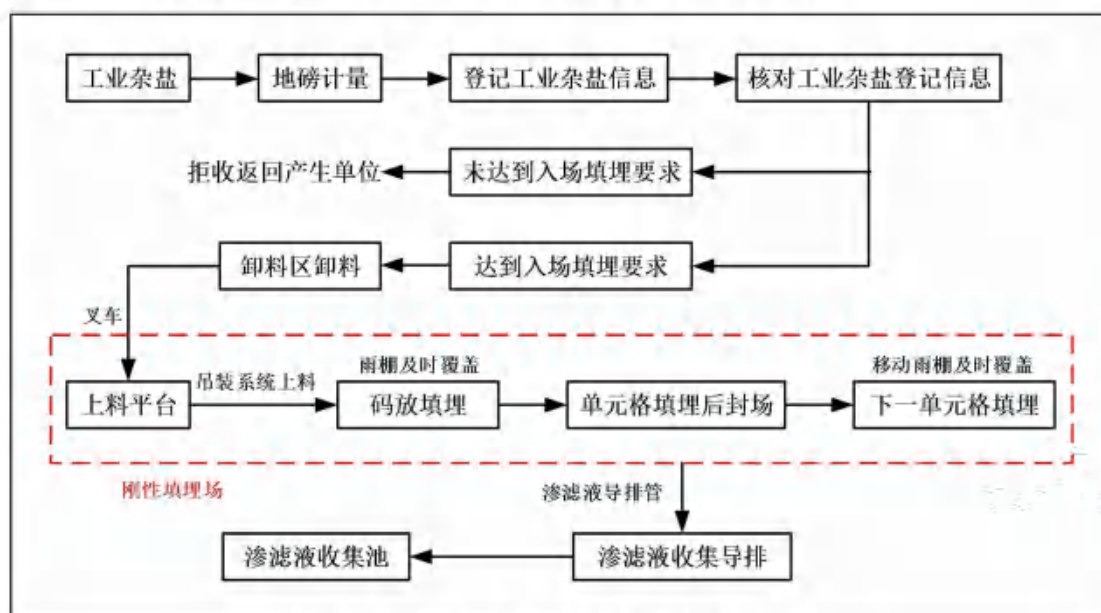 工业杂盐
地磅计量
登记工业杂盐信息
核对工业杂盐登记信息
拒收返回产生单位
未达到入场填埋要求
卸料区卸料
达到入场填埋要求
叉车
雨棚及时覆盖
移动雨棚及时覆盖
上料平台
吊装系统上料
码放填埋
单元格填埋后封场
下一单元格填埋
刚性填埋场
渗滤液导排管
渗滤液收集池
渗滤液收集导排